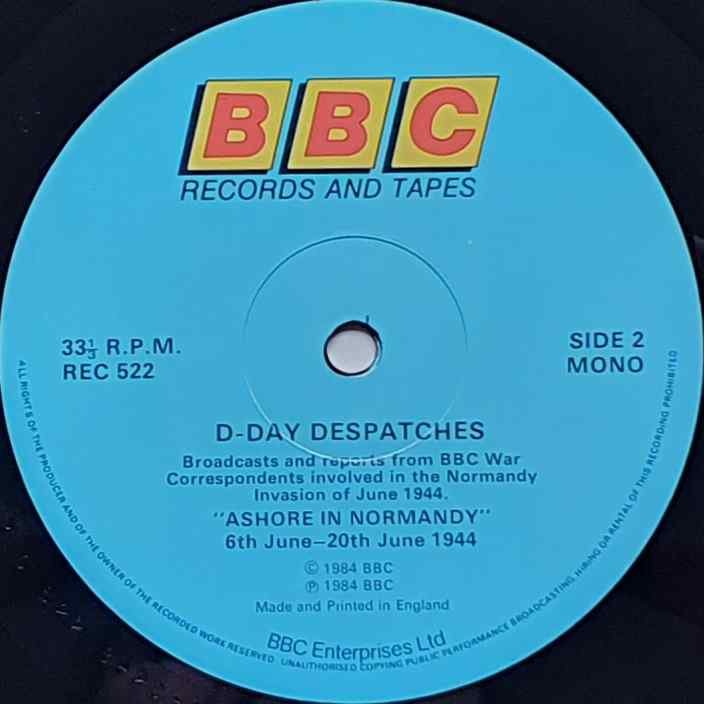 BBC
RECORDS AND TAPES
33⅓ R.P.M.
REC 522
SIDE 2
MONO
D-DAY DESPATCHES
Broadcasts and reports from BBC War
Correspondents involved in the Normandy
Invasion of June 1944.
"ASHORE IN NORMANDY"
6th June–20th June 1944
© 1984 BBC
℗ 1984 BBC
Made and Printed in England
BBC Enterprises Ltd
ALL RIGHTS OF THE PRODUCER AND OF THE OWNER OF THE RECORDED WORK RESERVED. UNAUTHORISED COPYING PUBLIC PERFORMANCE BROADCASTING, HIRING OR RENTAL OF THIS RECORDING PROHIBITED